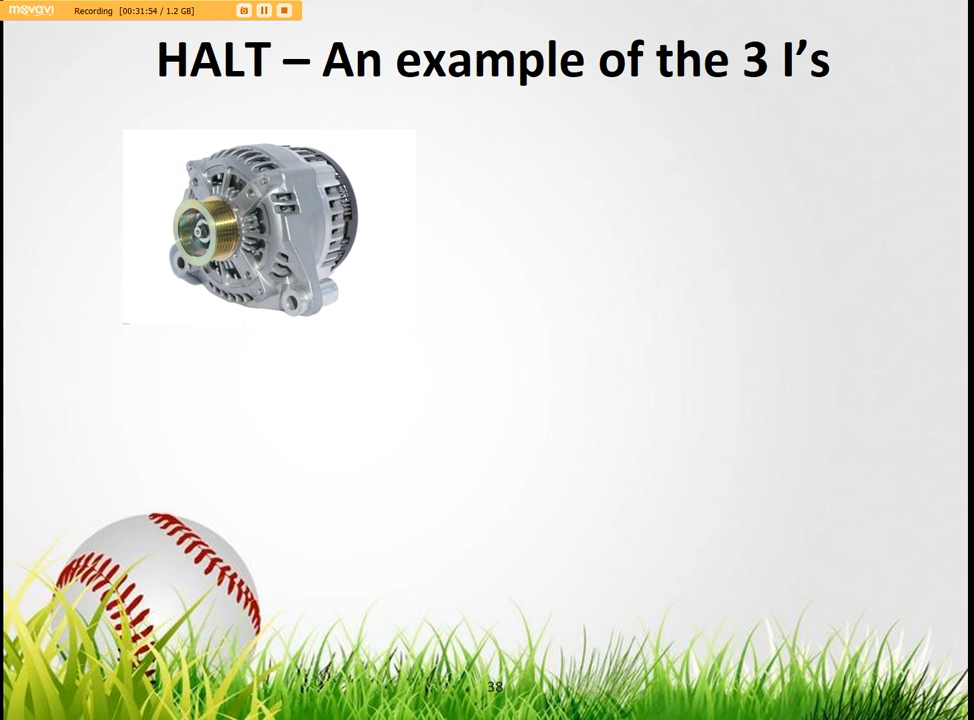 movavi Recording [00:31:54 / 1.2 GB]
HALT – An example of the 3 I’s
38